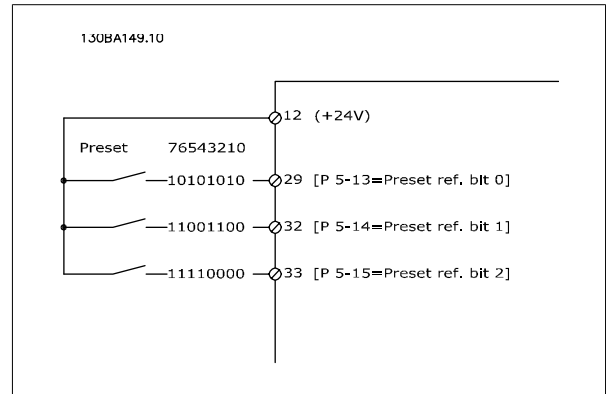 130BA149.10
12 (+24V)
Preset 76543210
10101010 29 [P 5-13=Preset ref. bit 0]
11001100 32 [P 5-14=Preset ref. bit 1]
11110000 33 [P 5-15=Preset ref. bit 2]